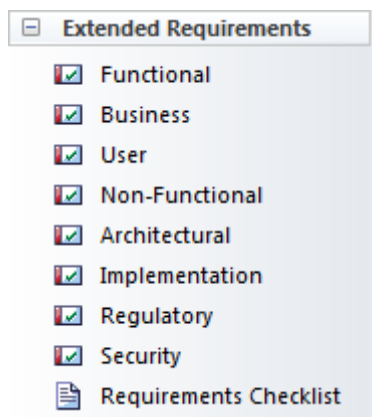 Extended Requirements
Functional
Business
User
Non-Functional
Architectural
Implementation
Regulatory
Security
Requirements Checklist